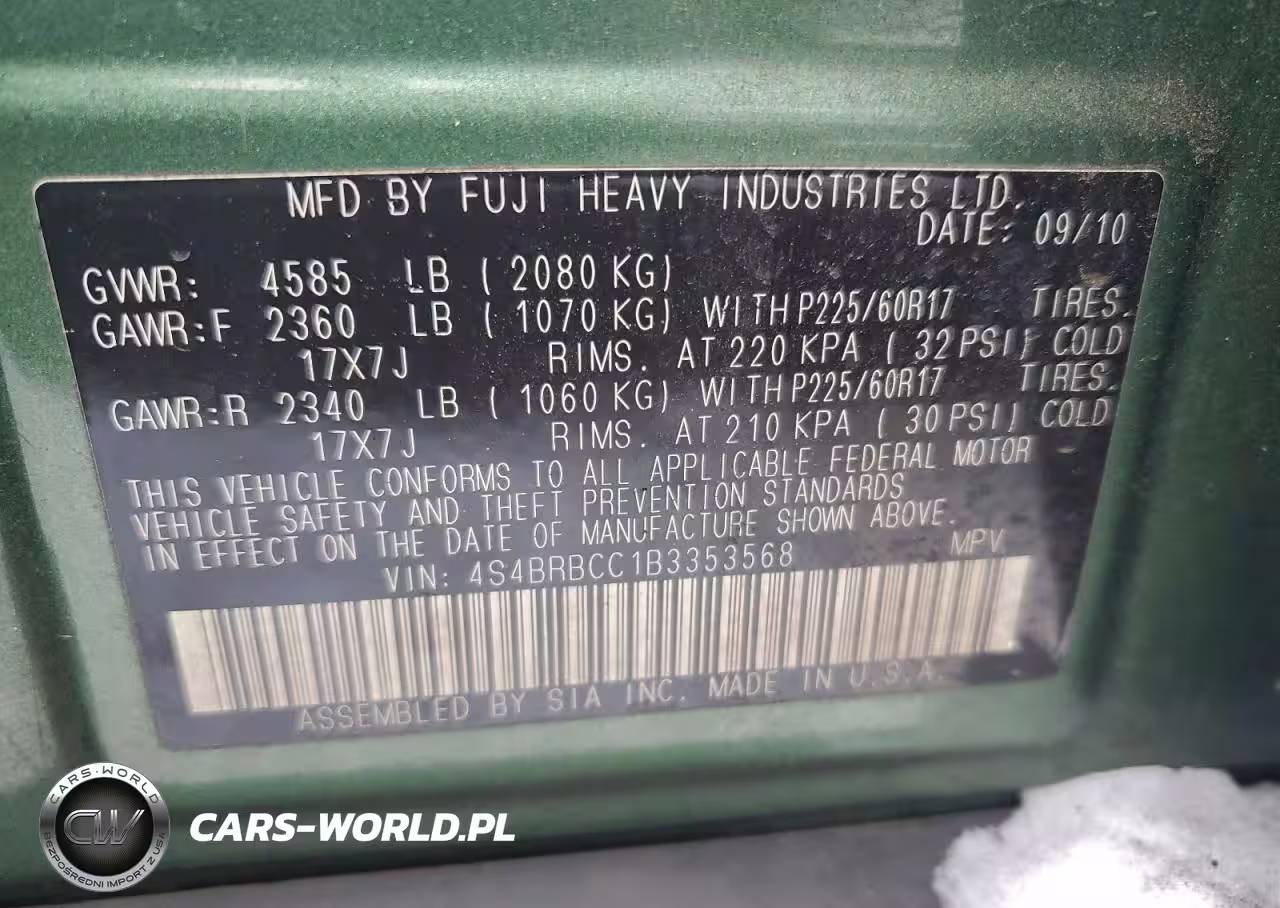 MFD BY FUJI HEAVY INDUSTRIES LTD.
DATE: 09/10
GVWR: 4585 LB ( 2080 KG)
GAWR:F 2360 LB ( 1070 KG) WITH P225/60R17 TIRES.
17X7J RIMS. AT 220 KPA ( 32 PSI) COLD
GAWR:R 2340 LB ( 1060 KG) WITH P225/60R17 TIRES.
17X7J RIMS. AT 210 KPA ( 30 PSI) COLD
THIS VEHICLE CONFORMS TO ALL APPLICABLE FEDERAL MOTOR
VEHICLE SAFETY AND THEFT PREVENTION STANDARDS
IN EFFECT ON THE DATE OF MANUFACTURE SHOWN ABOVE.
VIN: 4S4BRBCC1B3353568 MPV
ASSEMBLED BY SIA INC. MADE IN U.S.A.
CARS-WORLD
CW
BEZPOŚREDNI IMPORT Z USA
CARS-WORLD.PL